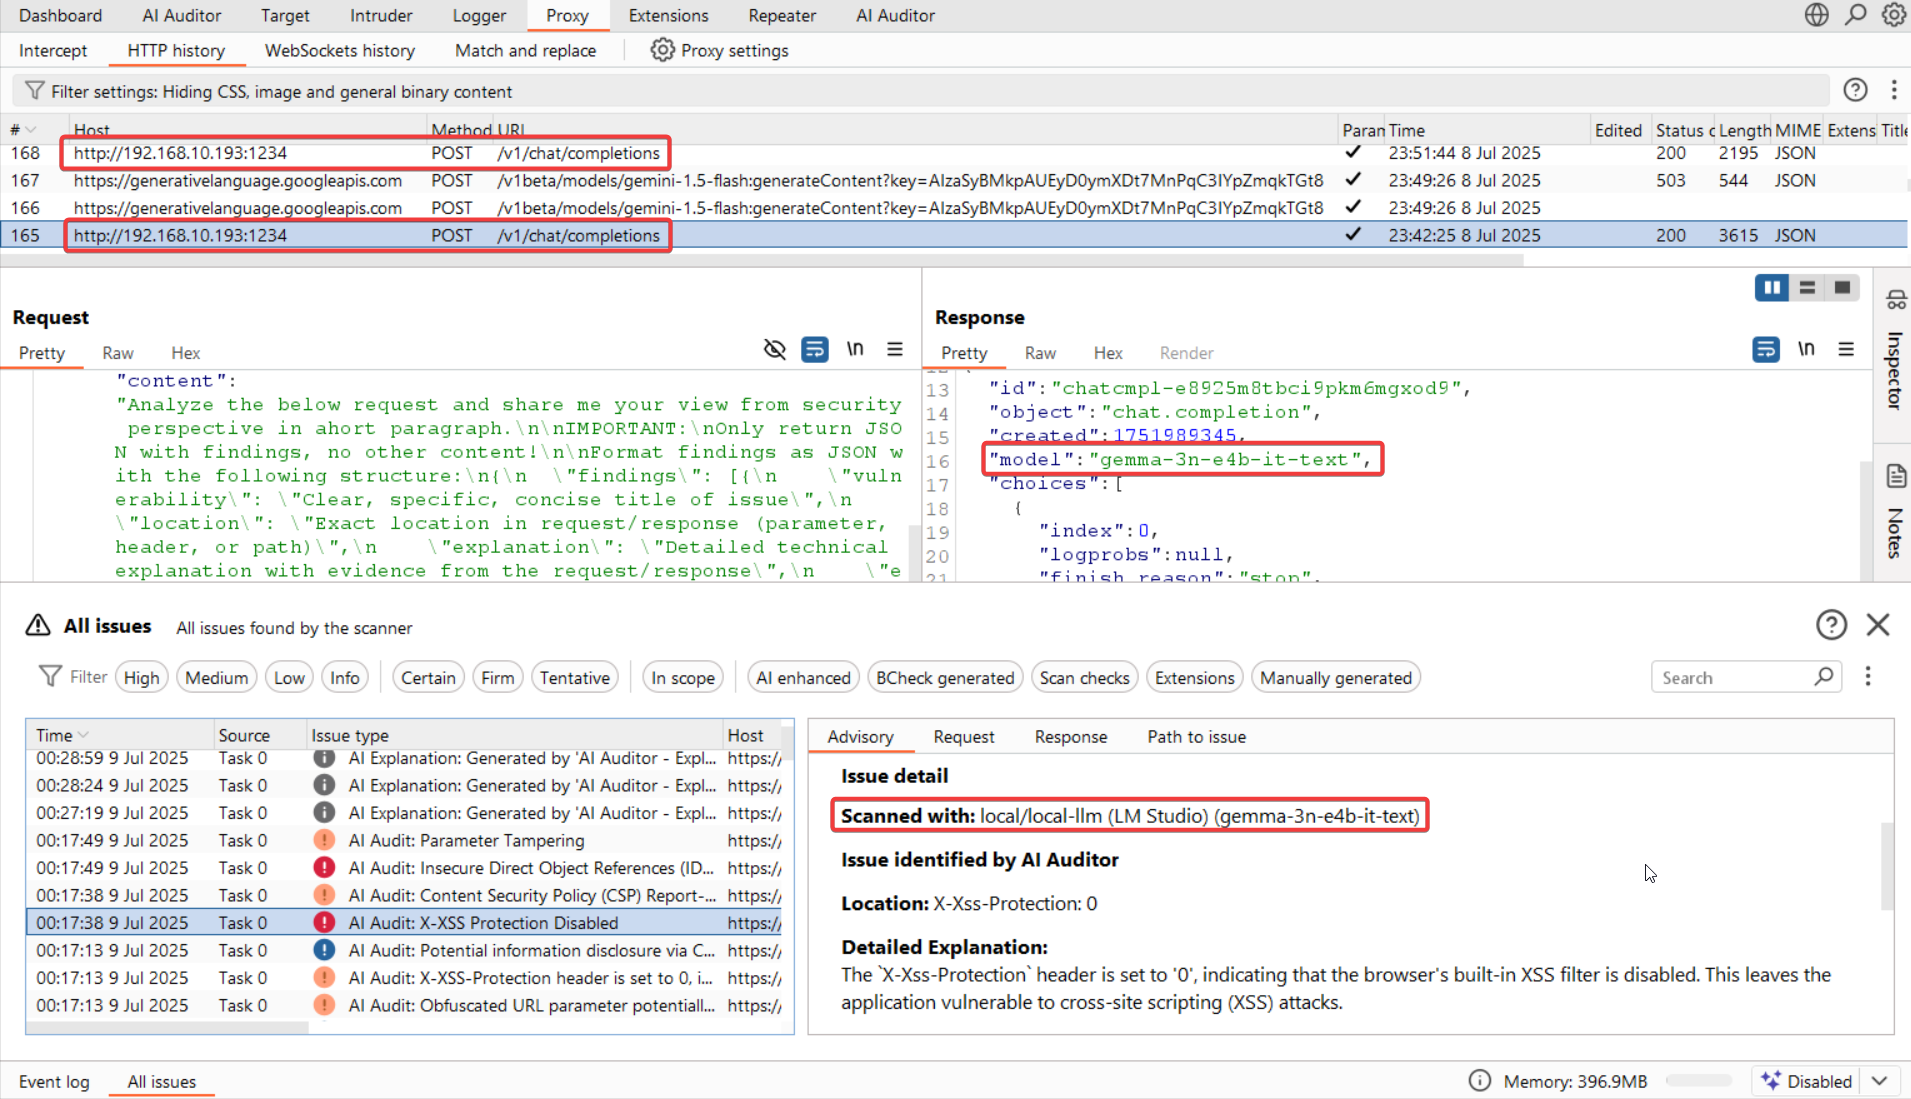 Dashboard AI Auditor Target Intruder Logger Proxy Extensions Repeater AI Auditor
Intercept HTTP history WebSockets history Match and replace Proxy settings
Filter settings: Hiding CSS, image and general binary content
# Host Method URL Param Time Edited Status c Length MIME Extens Title
168 http://192.168.10.193:1234 POST /v1/chat/completions ✓ 23:51:44 8 Jul 2025 200 2195 JSON
167 https://generativelanguage.googleapis.com POST /v1beta/models/gemini-1.5-flash:generateContent?key=AIzaSyBMkpAUEyD0ymXDt7MnPqC3IYpZmqkTGt8 ✓ 23:49:26 8 Jul 2025 503 544 JSON
166 https://generativelanguage.googleapis.com POST /v1beta/models/gemini-1.5-flash:generateContent?key=AIzaSyBMkpAUEyD0ymXDt7MnPqC3IYpZmqkTGt8 ✓ 23:49:26 8 Jul 2025
165 http://192.168.10.193:1234 POST /v1/chat/completions ✓ 23:42:25 8 Jul 2025 200 3615 JSON
Request
Pretty Raw Hex \n
"content":
"Analyze the below request and share me your view from security
perspective in ahort paragraph.\n\nIMPORTANT:\nOnly return JSO
N with findings, no other content!\n\nFormat findings as JSON w
ith the following structure:\n{\n  \"findings\": [{\n    \"vuln
erability\": \"Clear, specific, concise title of issue\",\n
\"location\": \"Exact location in request/response (parameter,
header, or path)\",\n    \"explanation\": \"Detailed technical
explanation with evidence from the request/response\",\n    \"e
Response
Pretty Raw Hex Render \n
12 {
13 "id":"chatcmpl-e8925m8tbci9pkm6mgxod9",
14 "object":"chat.completion",
15 "created":1751989345,
16 "model":"gemma-3n-e4b-it-text",
17 "choices":[
18 {
19 "index":0,
20 "logprobs":null,
21 "finish_reason":"stop",
Inspector
Notes
All issues All issues found by the scanner
Filter High Medium Low Info Certain Firm Tentative In scope AI enhanced BCheck generated Scan checks Extensions Manually generated Search
Time Source Issue type Host
00:28:59 9 Jul 2025 Task 0 AI Explanation: Generated by 'AI Auditor - Expl... https://
00:28:24 9 Jul 2025 Task 0 AI Explanation: Generated by 'AI Auditor - Expl... https://
00:27:19 9 Jul 2025 Task 0 AI Explanation: Generated by 'AI Auditor - Expl... https://
00:17:49 9 Jul 2025 Task 0 AI Audit: Parameter Tampering https://
00:17:49 9 Jul 2025 Task 0 AI Audit: Insecure Direct Object References (ID... https://
00:17:38 9 Jul 2025 Task 0 AI Audit: Content Security Policy (CSP) Report-... https://
00:17:38 9 Jul 2025 Task 0 AI Audit: X-XSS Protection Disabled https://
00:17:13 9 Jul 2025 Task 0 AI Audit: Potential information disclosure via C... https://
00:17:13 9 Jul 2025 Task 0 AI Audit: X-XSS-Protection header is set to 0, i... https://
00:17:13 9 Jul 2025 Task 0 AI Audit: Obfuscated URL parameter potentiall... https://
Advisory Request Response Path to issue
Issue detail
Scanned with: local/local-llm (LM Studio) (gemma-3n-e4b-it-text)
Issue identified by AI Auditor
Location: X-Xss-Protection: 0
Detailed Explanation:
The `X-Xss-Protection` header is set to '0', indicating that the browser's built-in XSS filter is disabled. This leaves the
application vulnerable to cross-site scripting (XSS) attacks.
Event log All issues Memory: 396.9MB Disabled